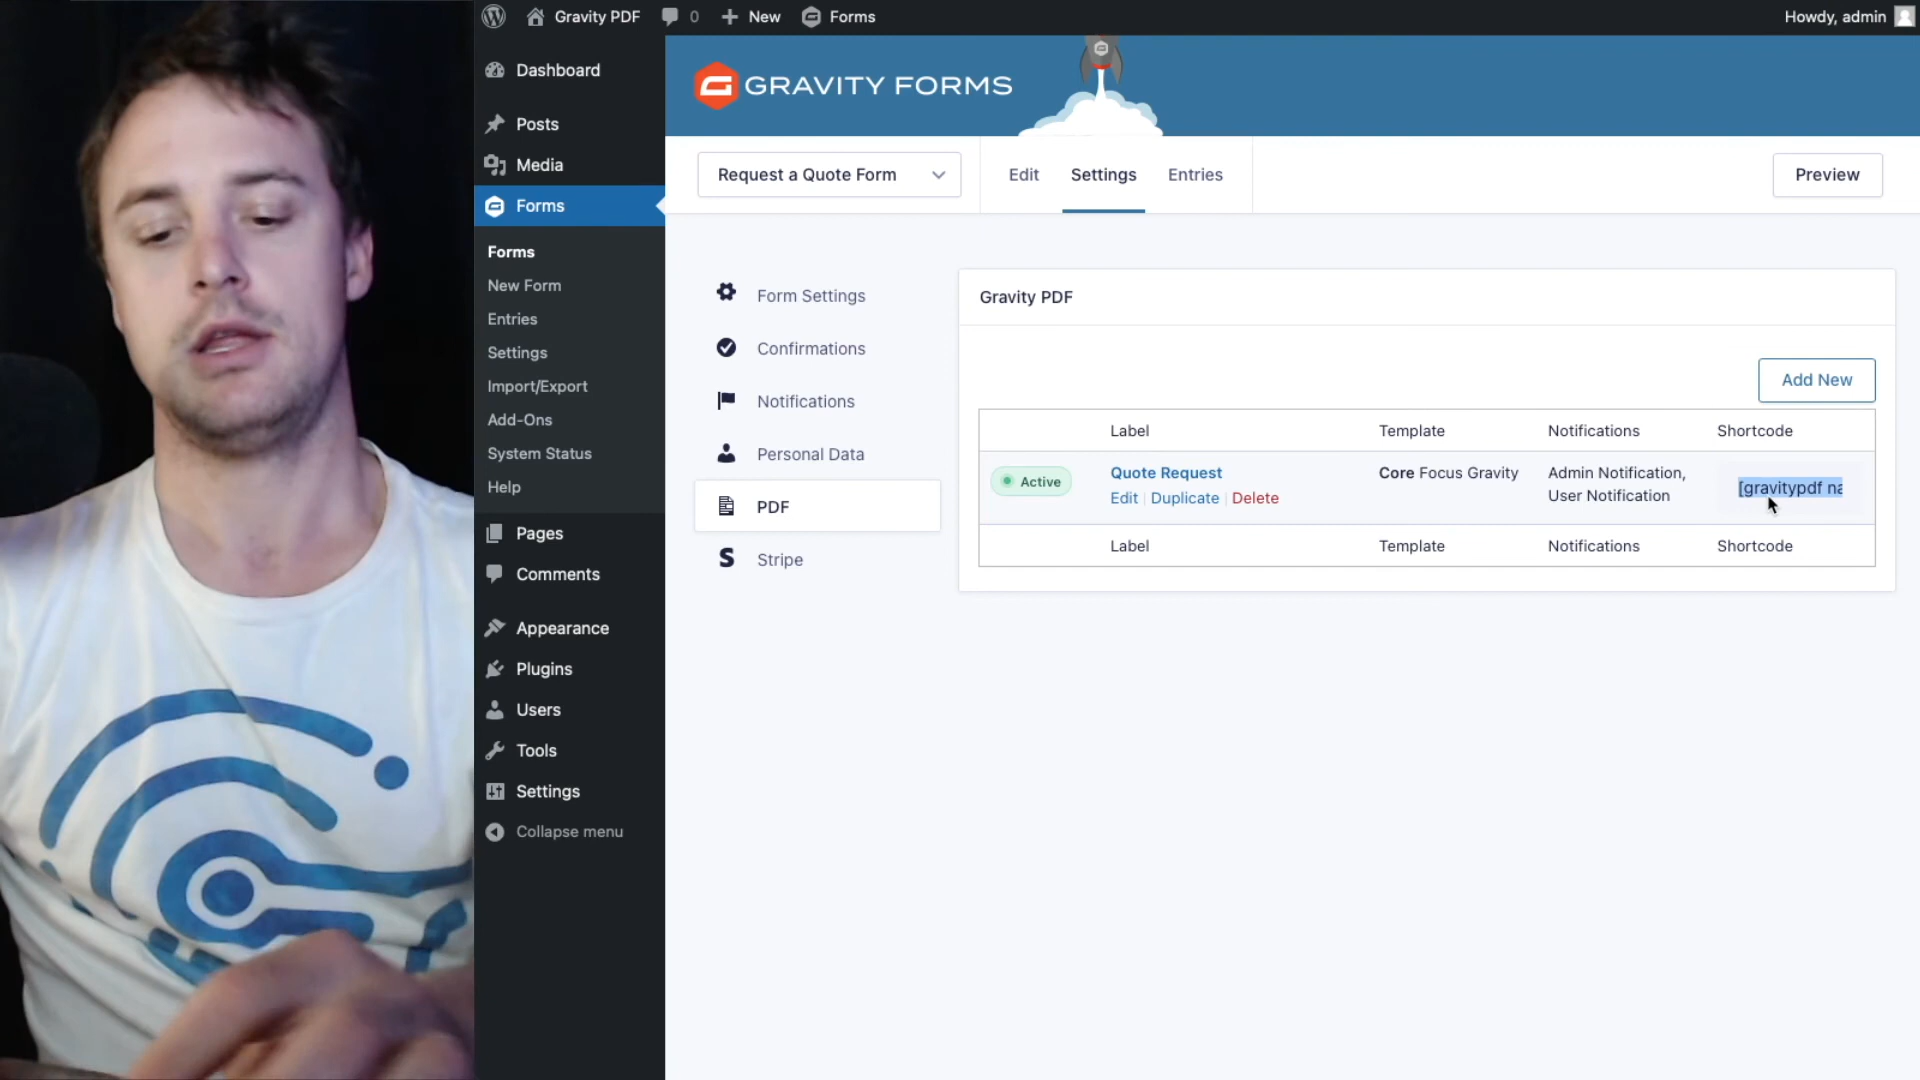 Gravity PDF
0
New
Forms
Howdy, admin
Dashboard
Posts
Media
Forms
Forms
New Form
Entries
Settings
Import/Export
Add-Ons
System Status
Help
Pages
Comments
Appearance
Plugins
Users
Tools
Settings
Collapse menu
GRAVITY FORMS
Request a Quote Form
Edit
Settings
Entries
Preview
Form Settings
Confirmations
Notifications
Personal Data
PDF
Stripe
Gravity PDF
Add New
Label Template Notifications Shortcode
Active
Quote Request
Edit | Duplicate | Delete
Core Focus Gravity
Admin Notification,
User Notification
[gravitypdf na
Label Template Notifications Shortcode